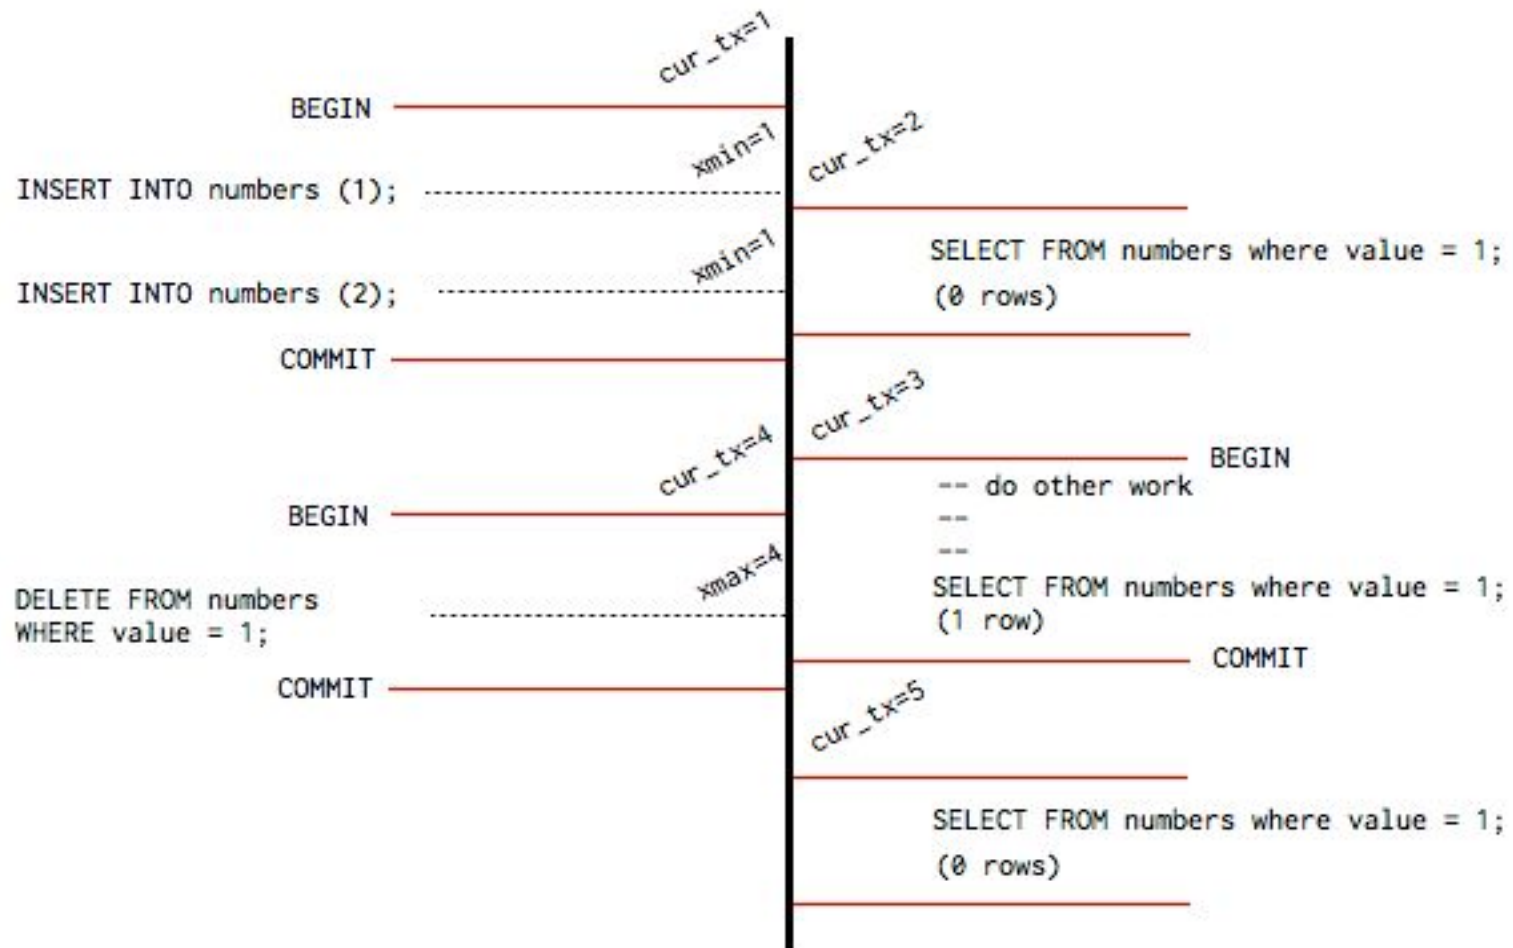 cur_tx=1
BEGIN
xmin=1
cur_tx=2
INSERT INTO numbers (1);
xmin=1
SELECT FROM numbers where value = 1;
INSERT INTO numbers (2);
(0 rows)
COMMIT
cur_tx=3
cur_tx=4
BEGIN
-- do other work
BEGIN
--
--
xmax=4
SELECT FROM numbers where value = 1;
DELETE FROM numbers
(1 row)
WHERE value = 1;
COMMIT
COMMIT
cur_tx=5
SELECT FROM numbers where value = 1;
(0 rows)